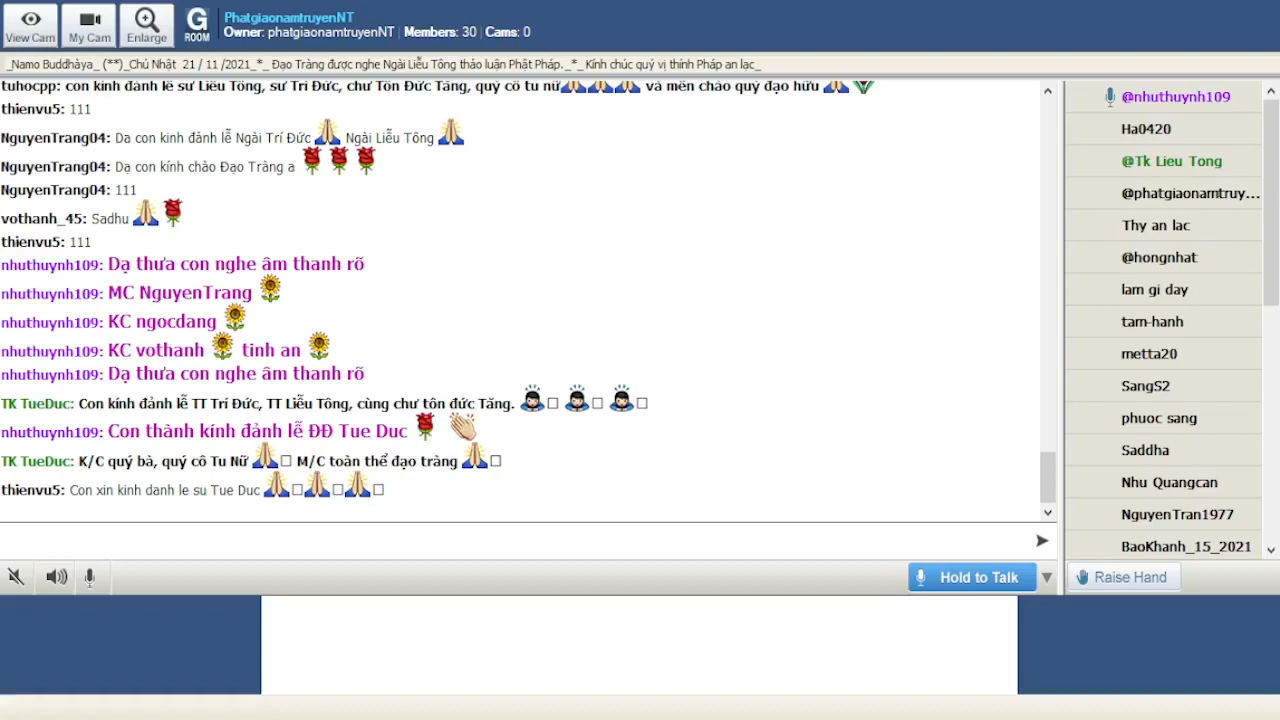 View Cam
My Cam
Enlarge
G
ROOM
PhatgiaonamtruyenNT
Owner: phatgiaonamtruyenNT | Members: 30 | Cams: 0
_Namo Buddhàya_ (**)_Chủ Nhật 21 / 11 /2021_*_ Đạo Tràng được nghe Ngài Liễu Tông thảo luận Phật Pháp._*_Kính chúc quý vị thính Pháp an lạc_
tuhocpp: con kính đảnh lễ sư Liễu Tông, sư Trí Đức, chư Tôn Đức Tăng, quý cô tu nữ🙏🙏🙏 và mến chào quý đạo hữu 🙏
thienvu5: 111
NguyenTrang04: Dạ con kinh đảnh lễ Ngài Trí Đức 🙏 Ngài Liễu Tông 🙏
NguyenTrang04: Dạ con kính chào Đạo Tràng a 🌹🌹🌹
NguyenTrang04: 111
vothanh_45: Sadhu 🙏🌹
thienvu5: 111
nhuthuynh109: Dạ thưa con nghe âm thanh rõ
nhuthuynh109: MC NguyenTrang 🌻
nhuthuynh109: KC ngocdang 🌻
nhuthuynh109: KC vothanh 🌻 tinh an 🌻
nhuthuynh109: Dạ thưa con nghe âm thanh rõ
TK TueDuc: Con kính đảnh lễ TT Trí Đức, TT Liễu Tông, cùng chư tôn đức Tăng. 🙇🙇🙇
nhuthuynh109: Con thành kính đảnh lễ ĐĐ Tue Duc 🌹 👏
TK TueDuc: K/C quý bà, quý cô Tu Nữ 🙏 M/C toàn thể đạo tràng 🙏
thienvu5: Con xin kinh danh le su Tue Duc 🙏🙏🙏
Hold to Talk
@nhuthuynh109
Ha0420
@Tk Lieu Tong
@phatgiaonamtruy...
Thy an lac
@hongnhat
lam gi day
tam-hanh
metta20
SangS2
phuoc sang
Saddha
Nhu Quangcan
NguyenTran1977
BaoKhanh_15_2021
Raise Hand